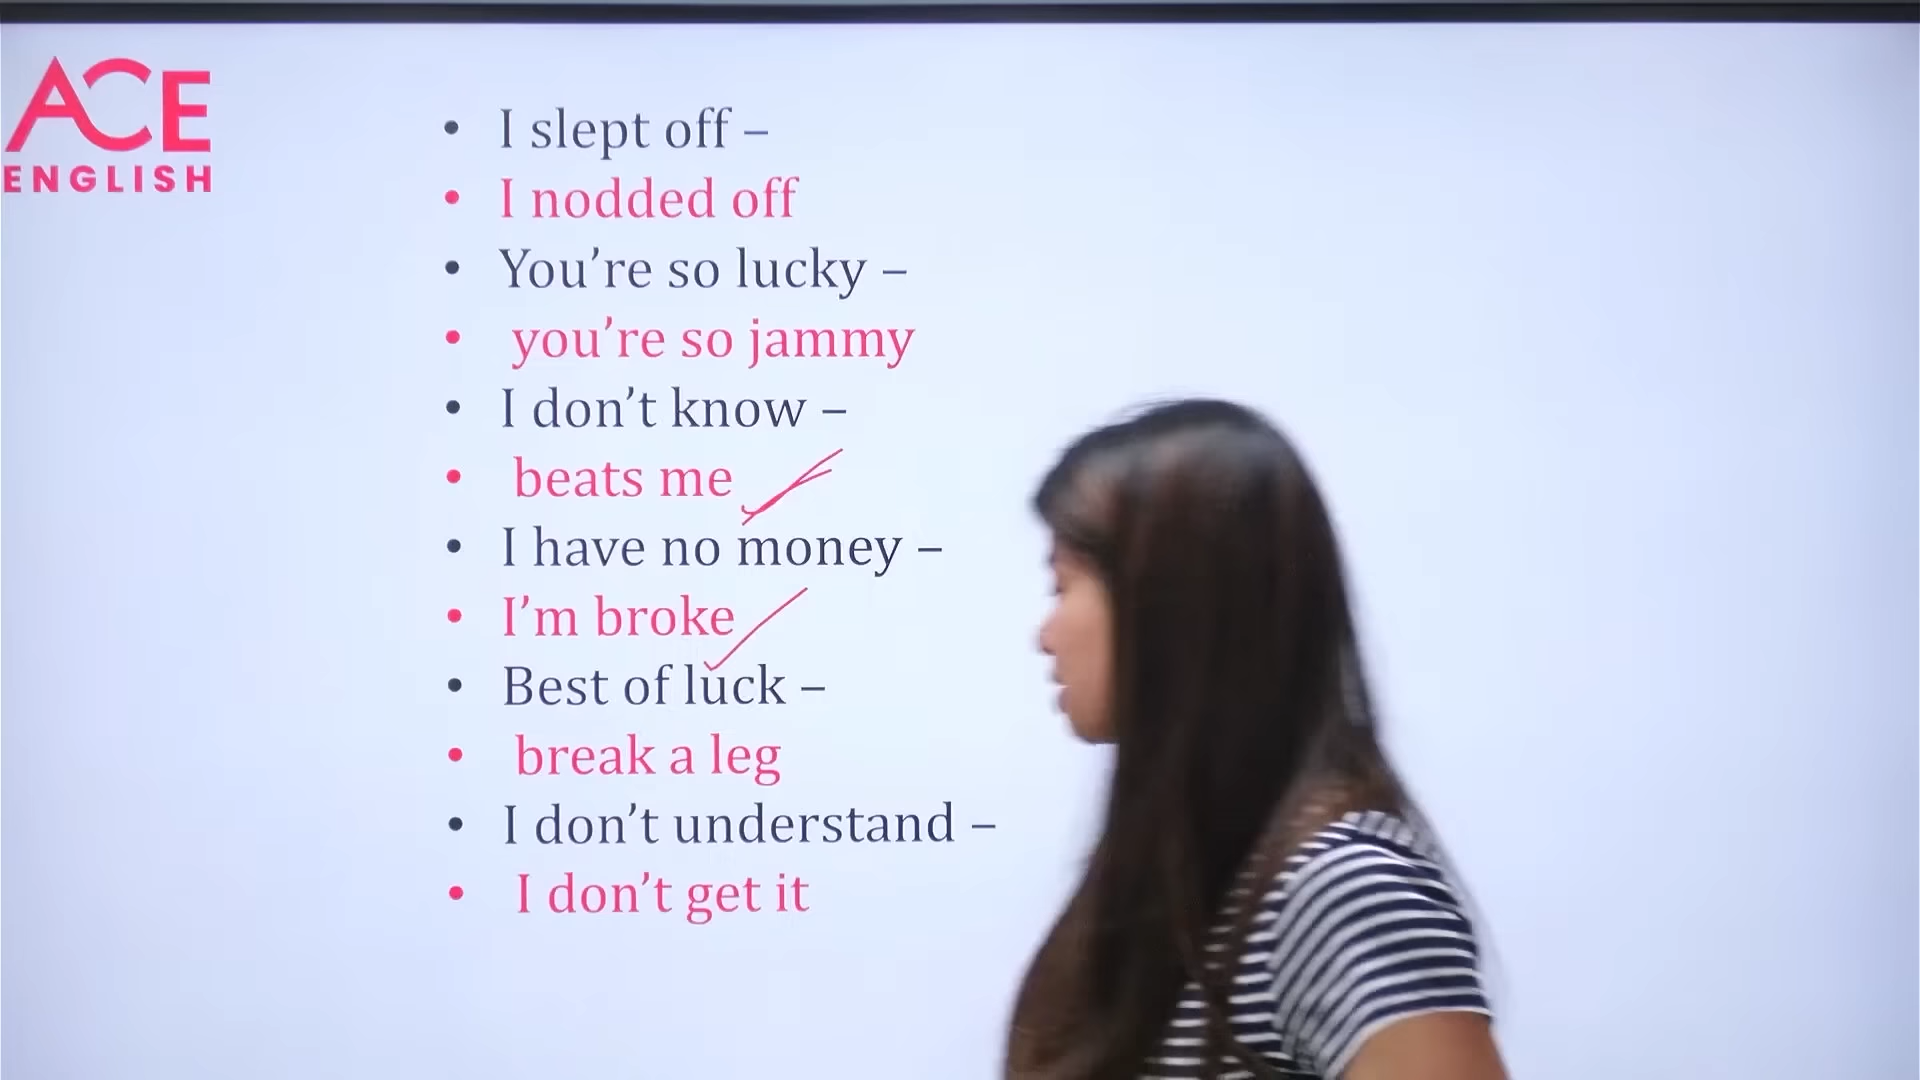 ACE
ENGLISH
• I slept off –
• I nodded off
• You’re so lucky –
• you’re so jammy
• I don’t know –
• beats me
• I have no money –
• I’m broke
• Best of luck –
• break a leg
• I don’t understand –
• I don’t get it